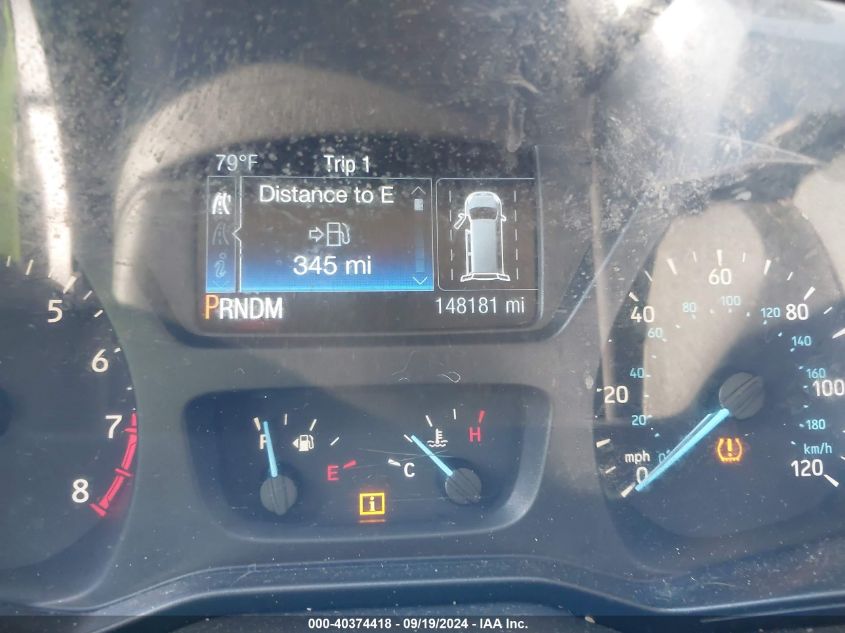 79°F Trip 1
Distance to E
345 mi
PRNDM 148181 mi
5
6
7
8
F
E
C
H
i
mph
0
20
40
60
80
100
120
0
20
40
60
80
100
120
140
160
180
km/h
000-40374418 - 09/19/2024 - IAA Inc.